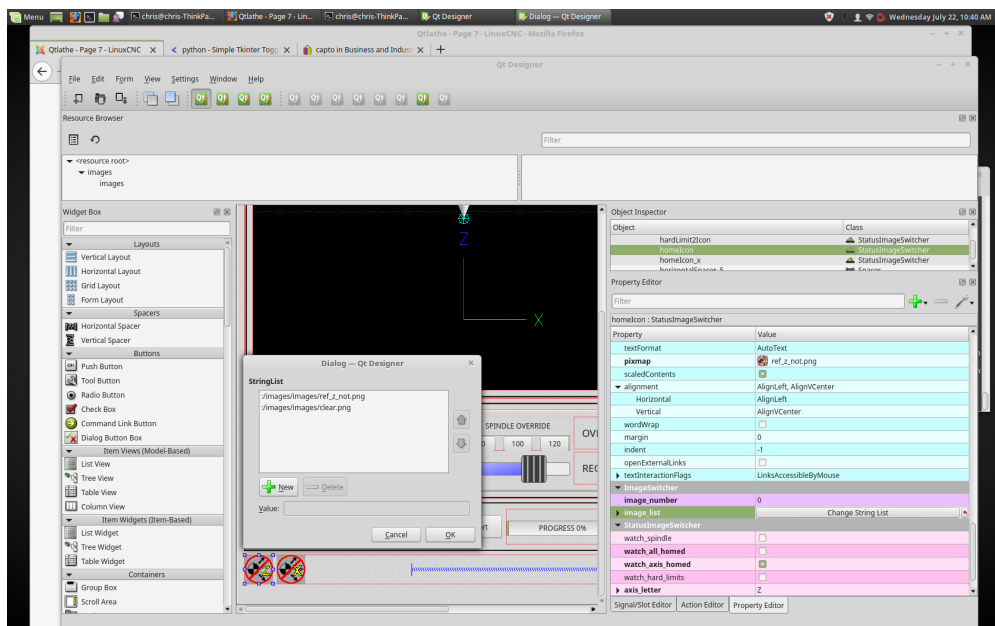 Menu chris@chris-ThinkPa... Qtlathe - Page 7 - Lin... chris@chris-ThinkPa... Qt Designer Dialog — Qt Designer Wednesday July 22, 10:40 AM
Qtlathe - Page 7 - LinuxCNC - Mozilla Firefox
Qtlathe - Page 7 - LinuxCNC python - Simple Tkinter Togg capto in Business and Indust
Qt Designer
File Edit Form View Settings Window Help
Resource Browser
Filter
<resource root>
images
images
Widget Box
Filter
Layouts
Vertical Layout
Horizontal Layout
Grid Layout
Form Layout
Spacers
Horizontal Spacer
Vertical Spacer
Buttons
Push Button
Tool Button
Radio Button
Check Box
Command Link Button
Dialog Button Box
Item Views (Model-Based)
List View
Tree View
Table View
Column View
Item Widgets (Item-Based)
List Widget
Tree Widget
Table Widget
Containers
Group Box
Scroll Area
Z
X
Dialog — Qt Designer
StringList
:/images/images/ref_z_not.png
:/images/images/clear.png
New Delete
Value:
Cancel OK
SPINDLE OVERRIDE
100 120
PROGRESS 0%
Z X
Object Inspector
Object Class
hardLimit2Icon StatusImageSwitcher
homeIcon StatusImageSwitcher
homeIcon_x StatusImageSwitcher
horizontalSpacer_5 Spacer
Property Editor
Filter
homeIcon : StatusImageSwitcher
Property Value
textFormat AutoText
pixmap ref_z_not.png
scaledContents
alignment AlignLeft, AlignVCenter
Horizontal AlignLeft
Vertical AlignVCenter
wordWrap
margin 0
indent -1
openExternalLinks
textInteractionFlags LinksAccessibleByMouse
ImageSwitcher
image_number 0
image_list Change String List
StatusImageSwitcher
watch_spindle
watch_all_homed
watch_axis_homed
watch_hard_limits
axis_letter Z
Signal/Slot Editor Action Editor Property Editor